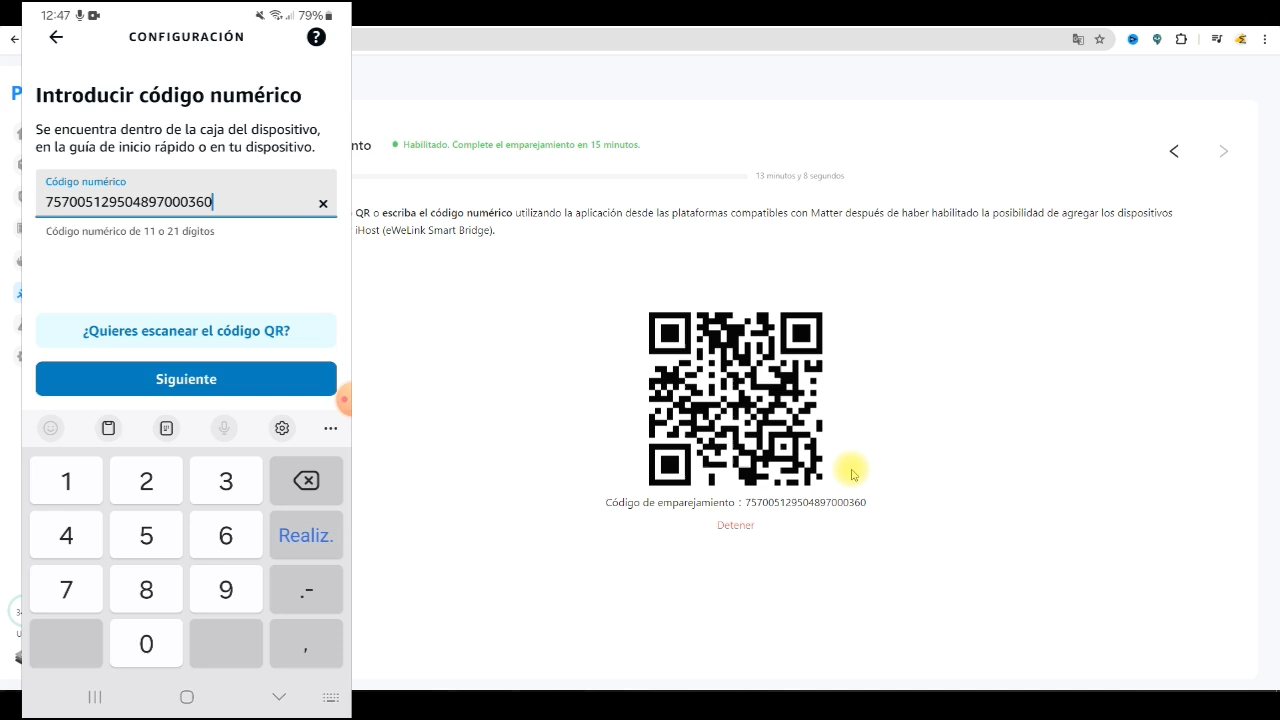 12:47
79%
CONFIGURACIÓN
?
Introducir código numérico
Se encuentra dentro de la caja del dispositivo,
en la guía de inicio rápido o en tu dispositivo.
Código numérico
757005129504897000360
Código numérico de 11 o 21 dígitos
¿Quieres escanear el código QR?
Siguiente
1 2 3
4 5 6 Realiz.
7 8 9 .-
0 ,
P
nto
Habilitado. Complete el emparejamiento en 15 minutos.
13 minutos y 8 segundos
QR o escriba el código numérico utilizando la aplicación desde las plataformas compatibles con Matter después de haber habilitado la posibilidad de agregar los dispositivos
iHost (eWeLink Smart Bridge).
Código de emparejamiento : 757005129504897000360
Detener